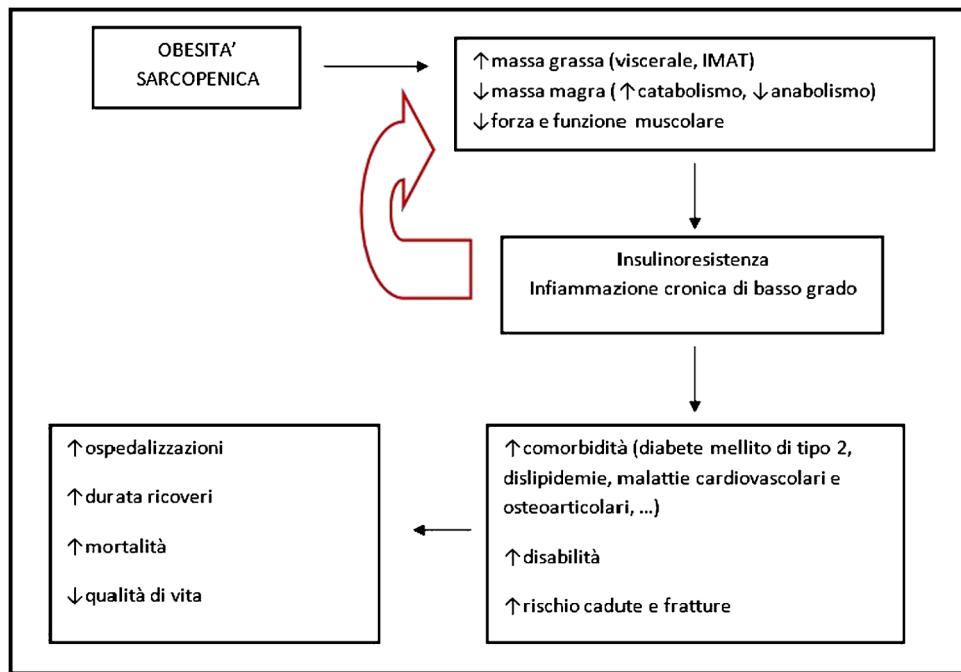 OBESITA’
SARCOPENICA
↑massa grassa (viscerale, IMAT)
↓massa magra (↑catabolismo, ↓anabolismo)
↓forza e funzione muscolare
Insulinoresistenza
Infiammazione cronica di basso grado
↑comorbidità (diabete mellito di tipo 2,
dislipidemie, malattie cardiovascolari e
osteoarticolari, ...)
↑disabilità
↑rischio cadute e fratture
↑ospedalizzazioni
↑durata ricoveri
↑mortalità
↓qualità di vita